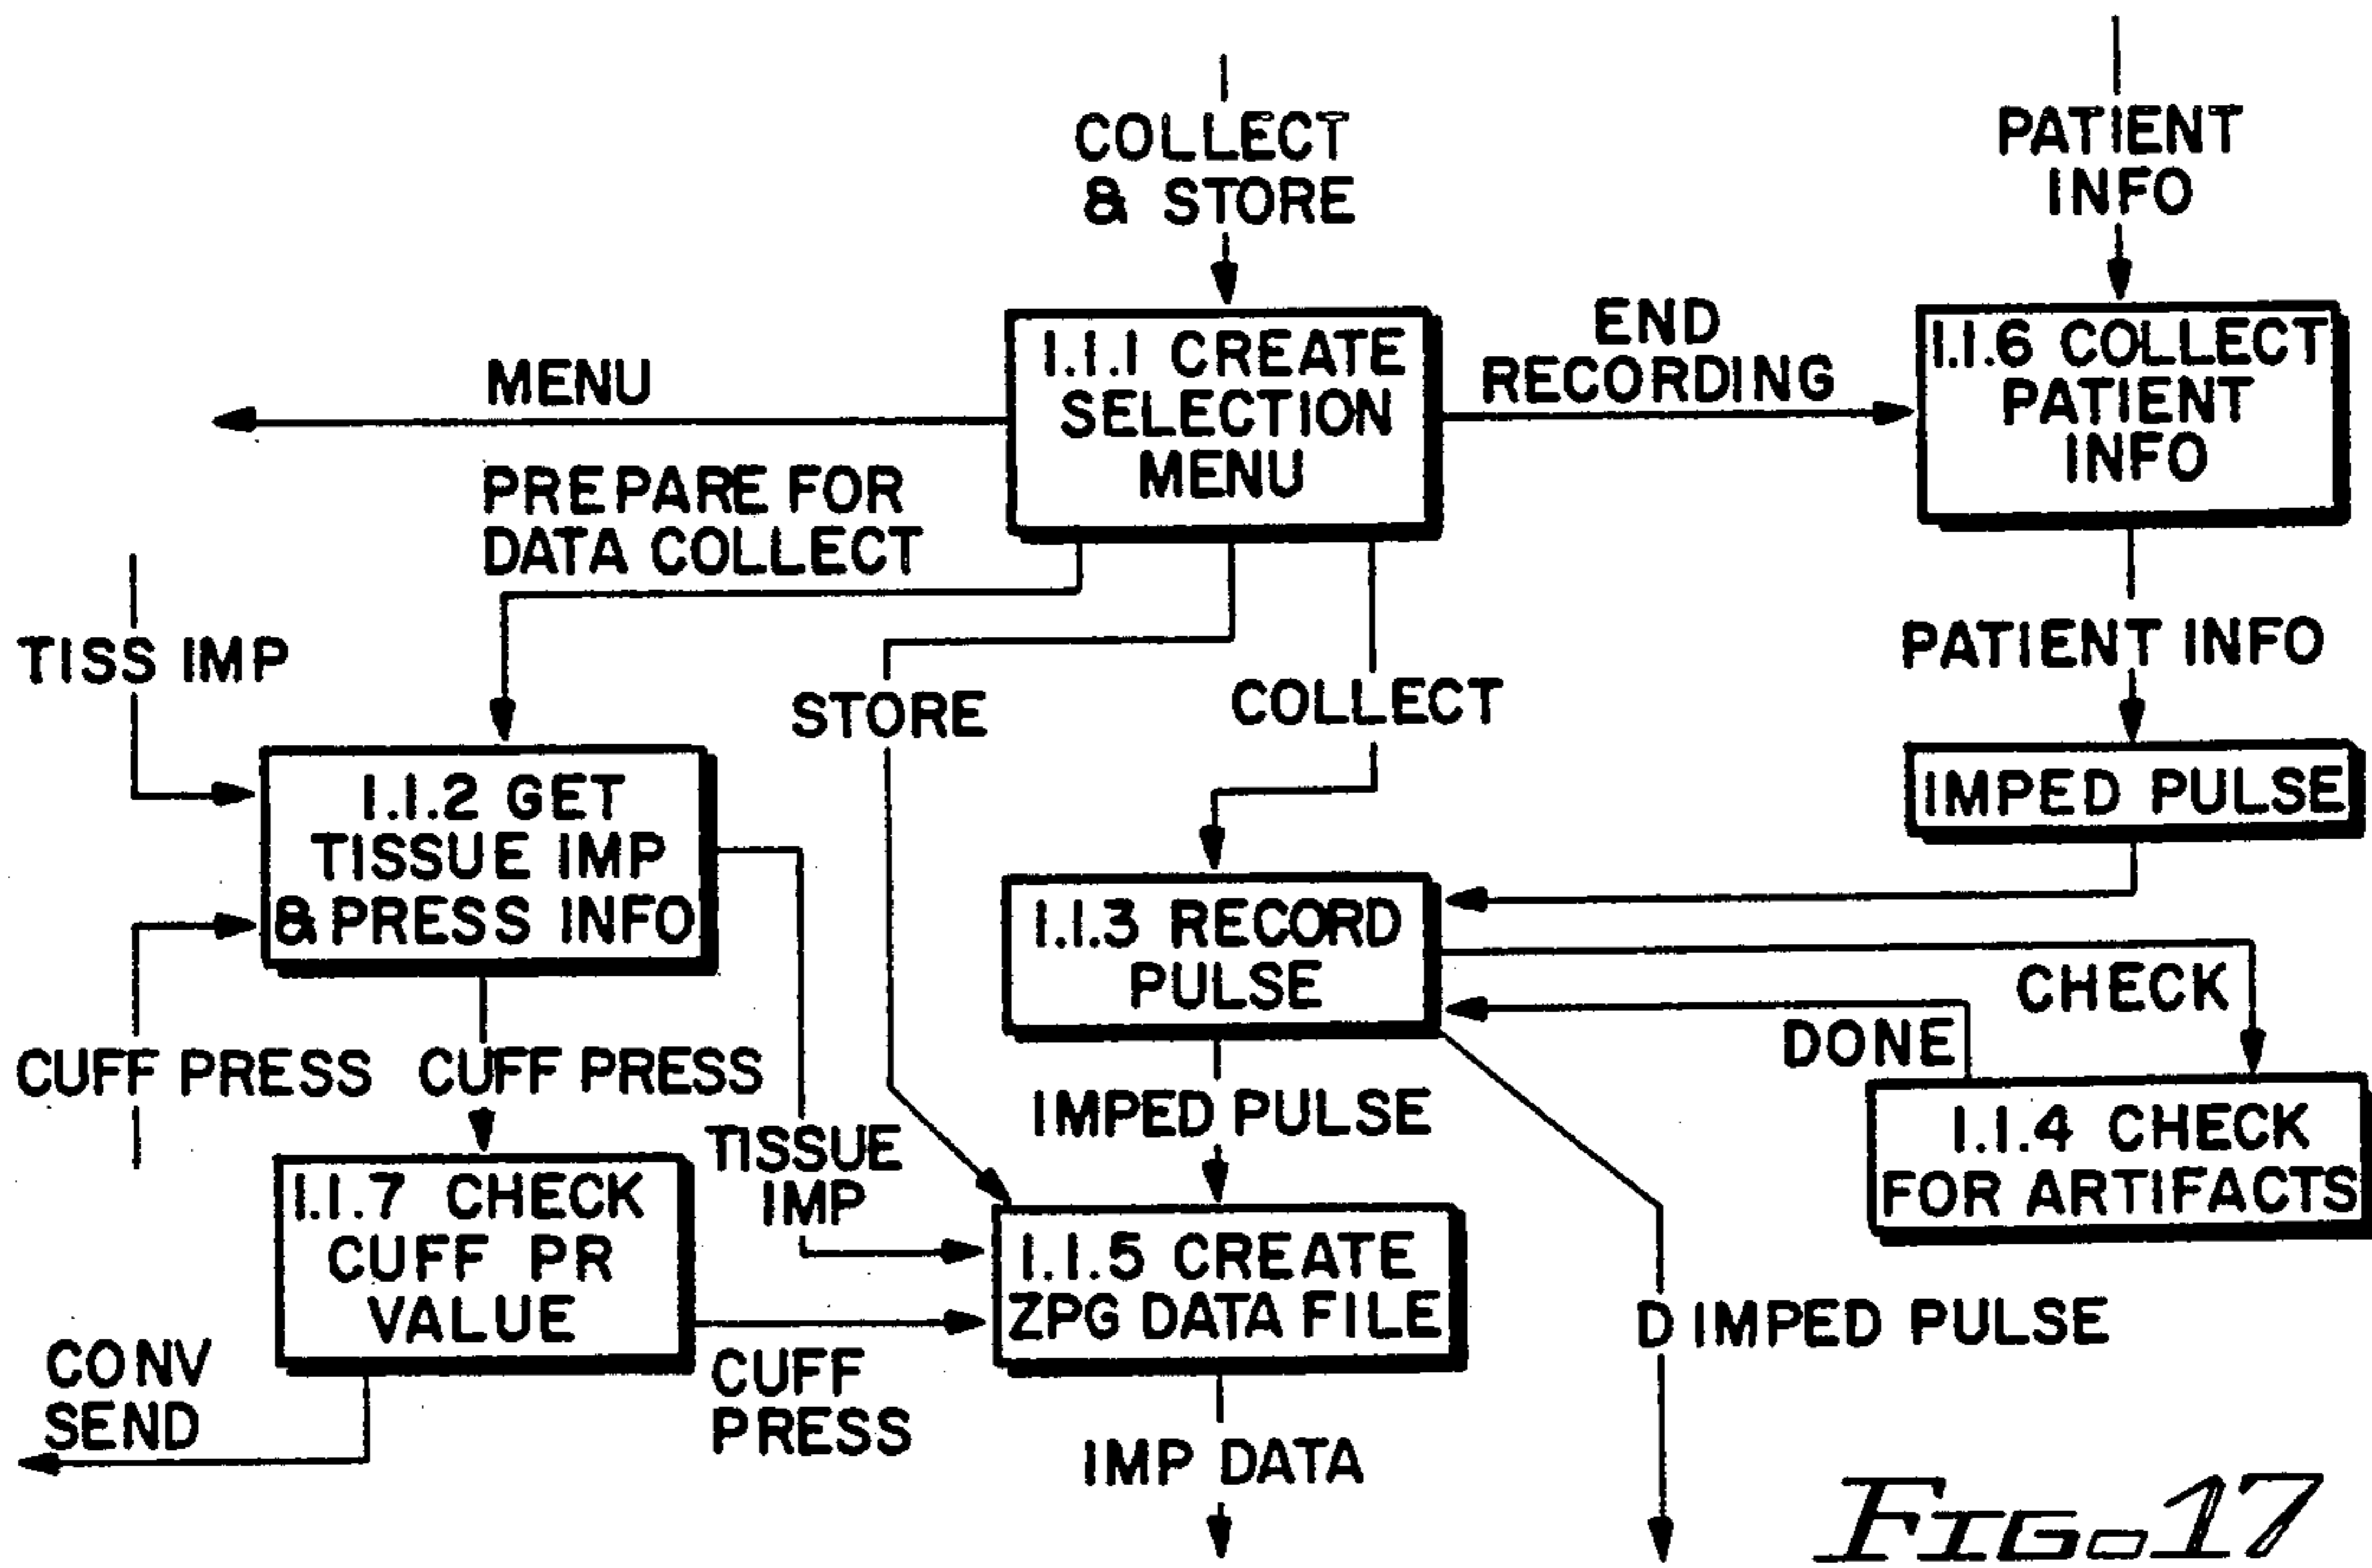 COLLECT
& STORE
PATIENT
INFO
MENU
1.1.1 CREATE
SELECTION
MENU
END
RECORDING
1.1.6 COLLECT
PATIENT
INFO
PREPARE FOR
DATA COLLECT
TISS IMP
STORE
COLLECT
PATIENT INFO
1.1.2 GET
TISSUE IMP
& PRESS INFO
IMPED PULSE
1.1.3 RECORD
PULSE
CHECK
DONE
CUFF PRESS
CUFF PRESS
TISSUE
IMP
IMPED PULSE
1.1.4 CHECK
FOR ARTIFACTS
1.1.7 CHECK
CUFF PR
VALUE
1.1.5 CREATE
ZPG DATA FILE
D IMPED PULSE
CONV
SEND
CUFF
PRESS
IMP DATA
FIG. 17